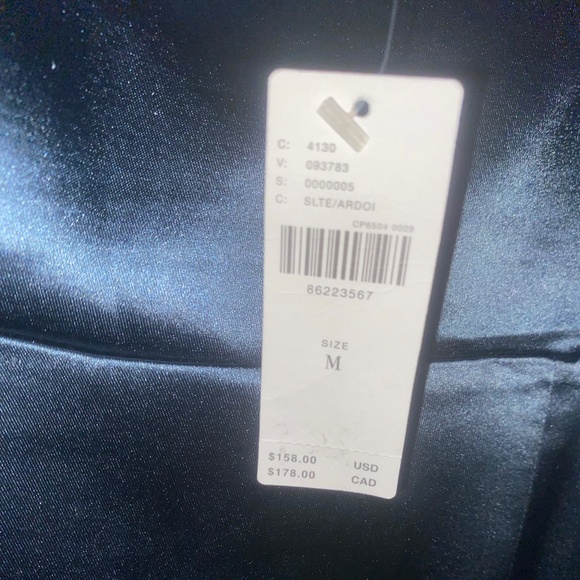 C: 4130
V: 093783
S: 0000005
C: SLTE/ARDOI
CP8504 0009
86223567
SIZE
M
$158.00 USD
$178.00 CAD